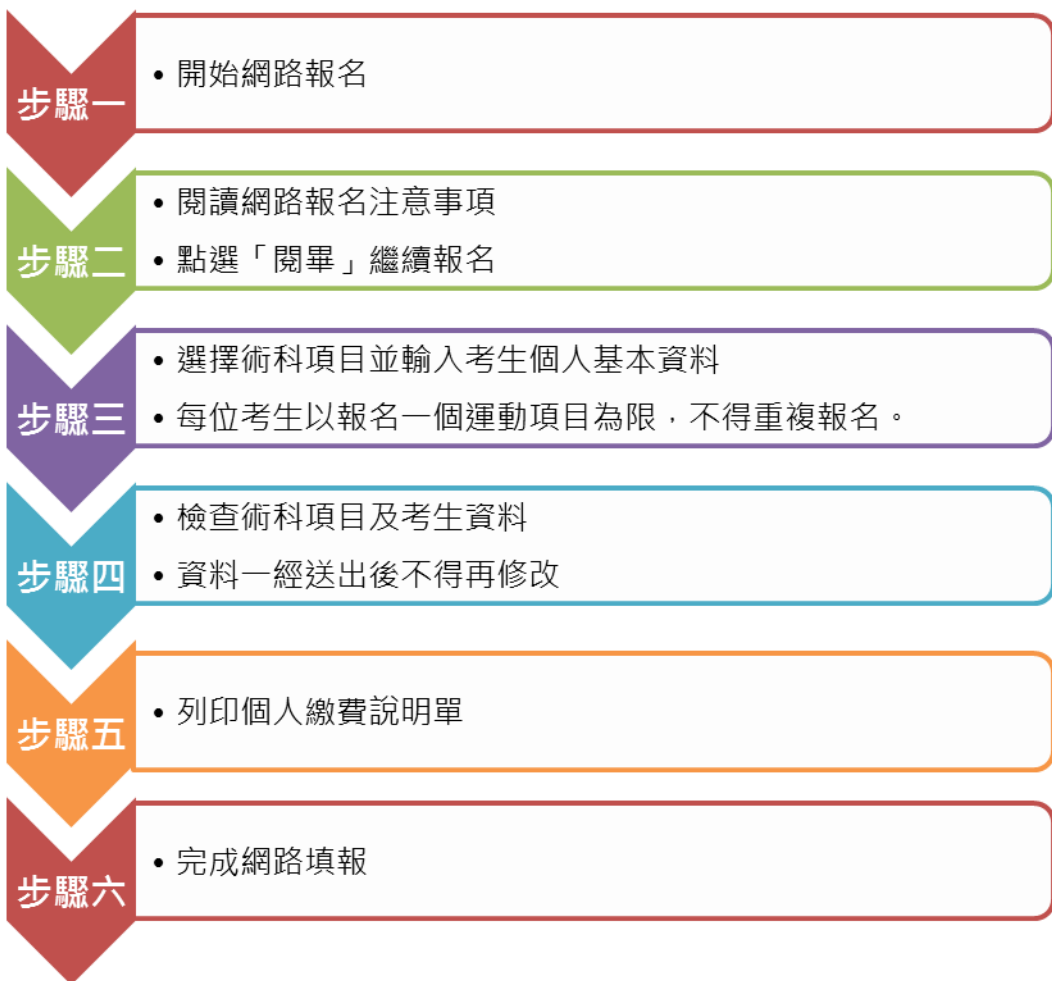 步驟一
• 開始網路報名
步驟二
• 閱讀網路報名注意事項
• 點選「閱畢」繼續報名
步驟三
• 選擇術科項目並輸入考生個人基本資料
• 每位考生以報名一個運動項目為限，不得重複報名。
步驟四
• 檢查術科項目及考生資料
• 資料一經送出後不得再修改
步驟五
• 列印個人繳費說明單
步驟六
• 完成網路填報